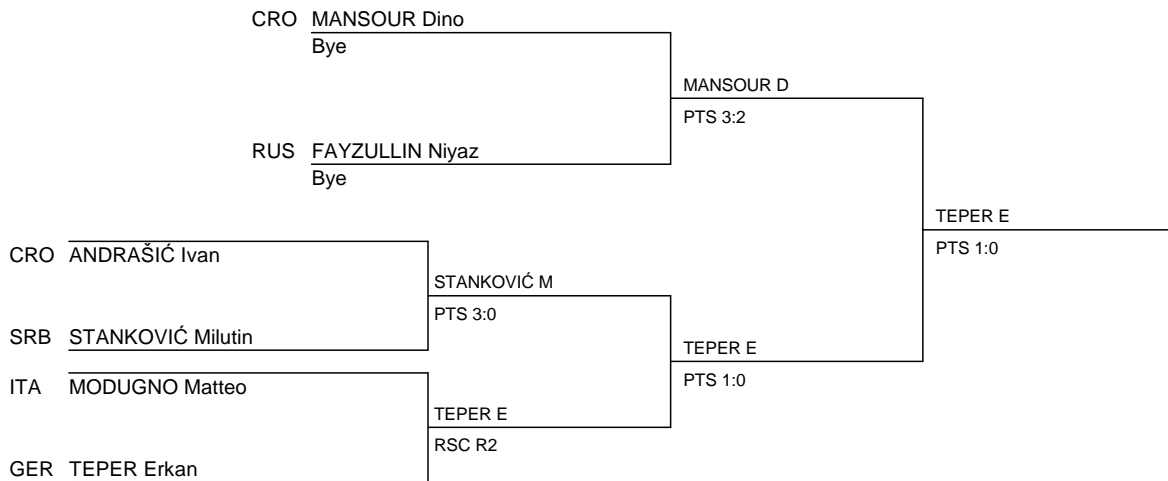 CRO MANSOUR Dino
Bye
MANSOUR D
PTS 3:2
RUS FAYZULLIN Niyaz
Bye
TEPER E
PTS 1:0
CRO ANDRAŠIĆ Ivan
STANKOVIĆ M
PTS 3:0
SRB STANKOVIĆ Milutin
TEPER E
PTS 1:0
ITA MODUGNO Matteo
TEPER E
RSC R2
GER TEPER Erkan